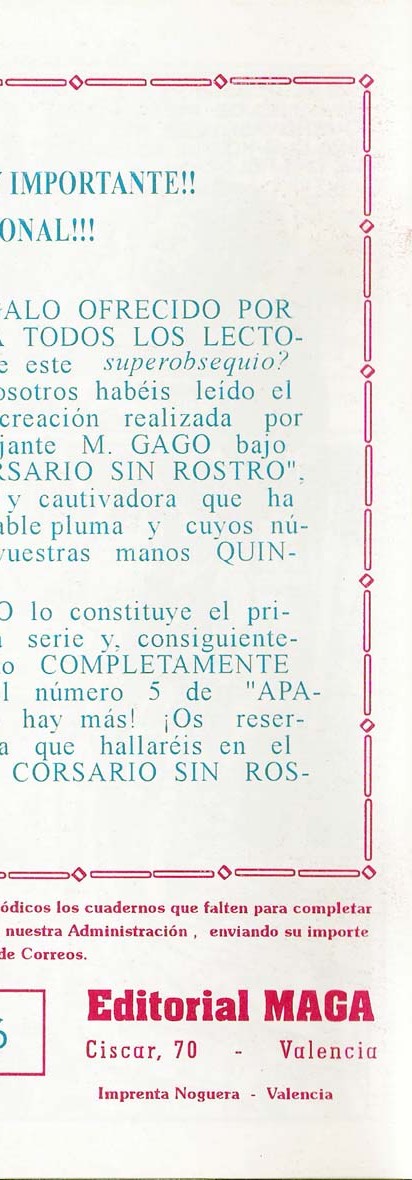 IMPORTANTE!!
ONAL!!!
ALO OFRECIDO POR
A TODOS LOS LECTO-
e este superobsequio?
osotros habéis leído el
creación realizada por
jante M. GAGO bajo
RSARIO SIN ROSTRO",
y cautivadora que ha
able pluma y cuyos nú-
vuestras manos QUIN-
O lo constituye el pri-
a serie y, consiguiente-
o COMPLETAMENTE
l número 5 de "APA-
hay más! ¡Os reser-
a que hallaréis en el
CORSARIO SIN ROS-
ódicos los cuadernos que falten para completar
nuestra Administración , enviando su importe
de Correos.
Editorial MAGA
Ciscar, 70 - Valencia
Imprenta Noguera - Valencia